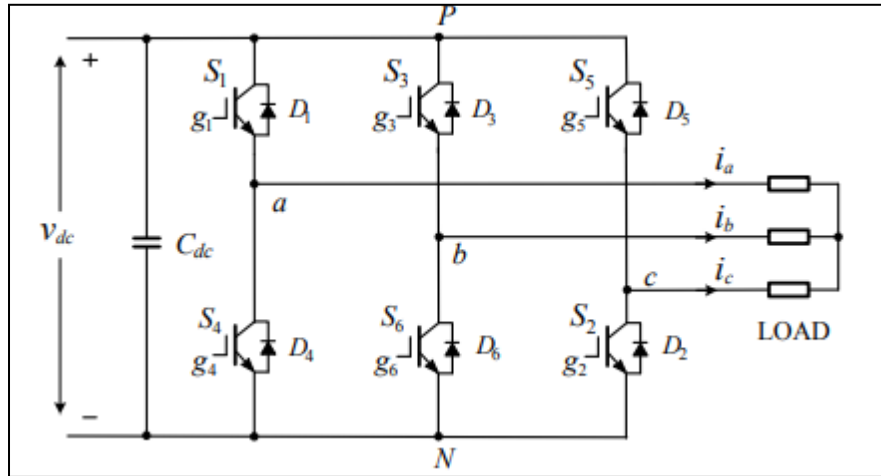 P
+
S1 S3 S5
g1 D1 g3 D3 g5 D5
ia
a
vdc Cdc ib
b
c ic
S4 S6 S2 LOAD
g4 D4 g6 D6 g2 D2
−
N